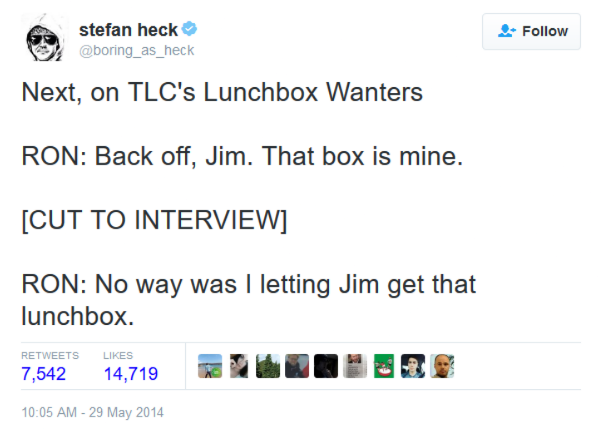 stefan heck
@boring_as_heck
Follow
Next, on TLC's Lunchbox Wanters
RON: Back off, Jim. That box is mine.
[CUT TO INTERVIEW]
RON: No way was I letting Jim get that
lunchbox.
RETWEETS LIKES
7,542 14,719
10:05 AM - 29 May 2014